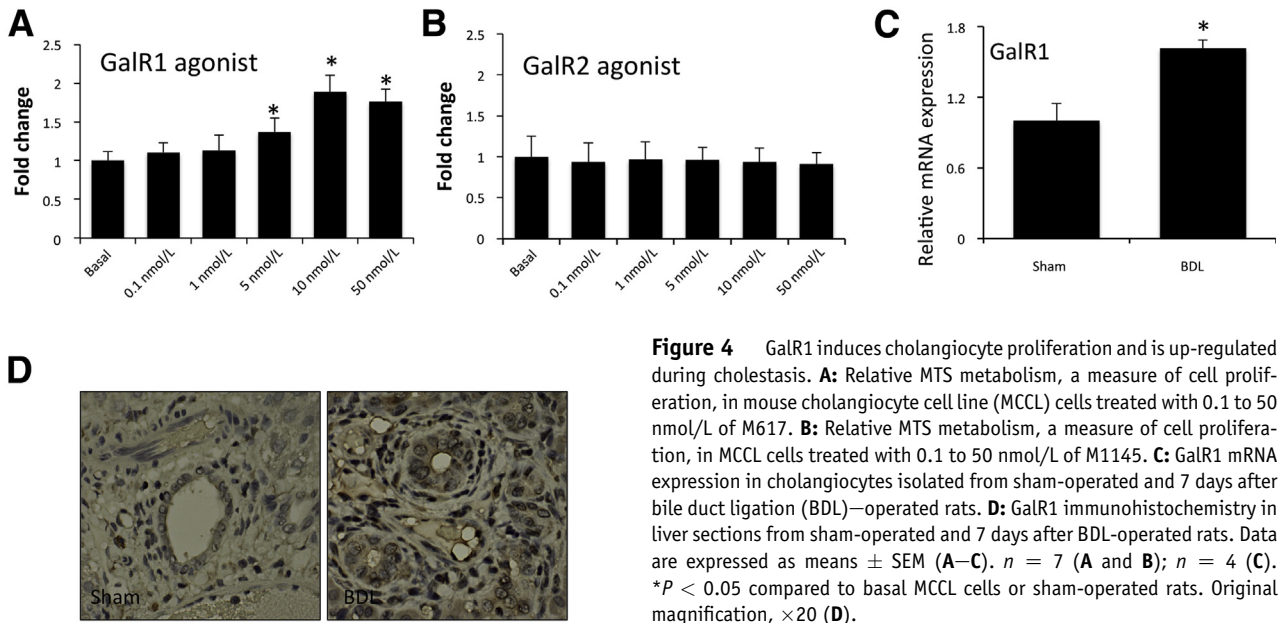 A
GalR1 agonist
Fold change
2.5
2
1.5
1
0.5
0
Basal
0.1 nmol/L
1 nmol/L
5 nmol/L
10 nmol/L
50 nmol/L
*
*
*
B
GalR2 agonist
Fold change
2.5
2
1.5
1
0.5
0
Basal
0.1 nmol/L
1 nmol/L
5 nmol/L
10 nmol/L
50 nmol/L
C
GalR1
Relative mRNA expression
1.8
1.2
0.6
0
*
Sham
BDL
D
Sham
BDL
Figure 4 GalR1 induces cholangiocyte proliferation and is up-regulated
during cholestasis. A: Relative MTS metabolism, a measure of cell prolif-
eration, in mouse cholangiocyte cell line (MCCL) cells treated with 0.1 to 50
nmol/L of M617. B: Relative MTS metabolism, a measure of cell prolifera-
tion, in MCCL cells treated with 0.1 to 50 nmol/L of M1145. C: GalR1 mRNA
expression in cholangiocytes isolated from sham-operated and 7 days after
bile duct ligation (BDL)—operated rats. D: GalR1 immunohistochemistry in
liver sections from sham-operated and 7 days after BDL-operated rats. Data
are expressed as means ± SEM (A–C). n = 7 (A and B); n = 4 (C).
*P < 0.05 compared to basal MCCL cells or sham-operated rats. Original
magnification, ×20 (D).